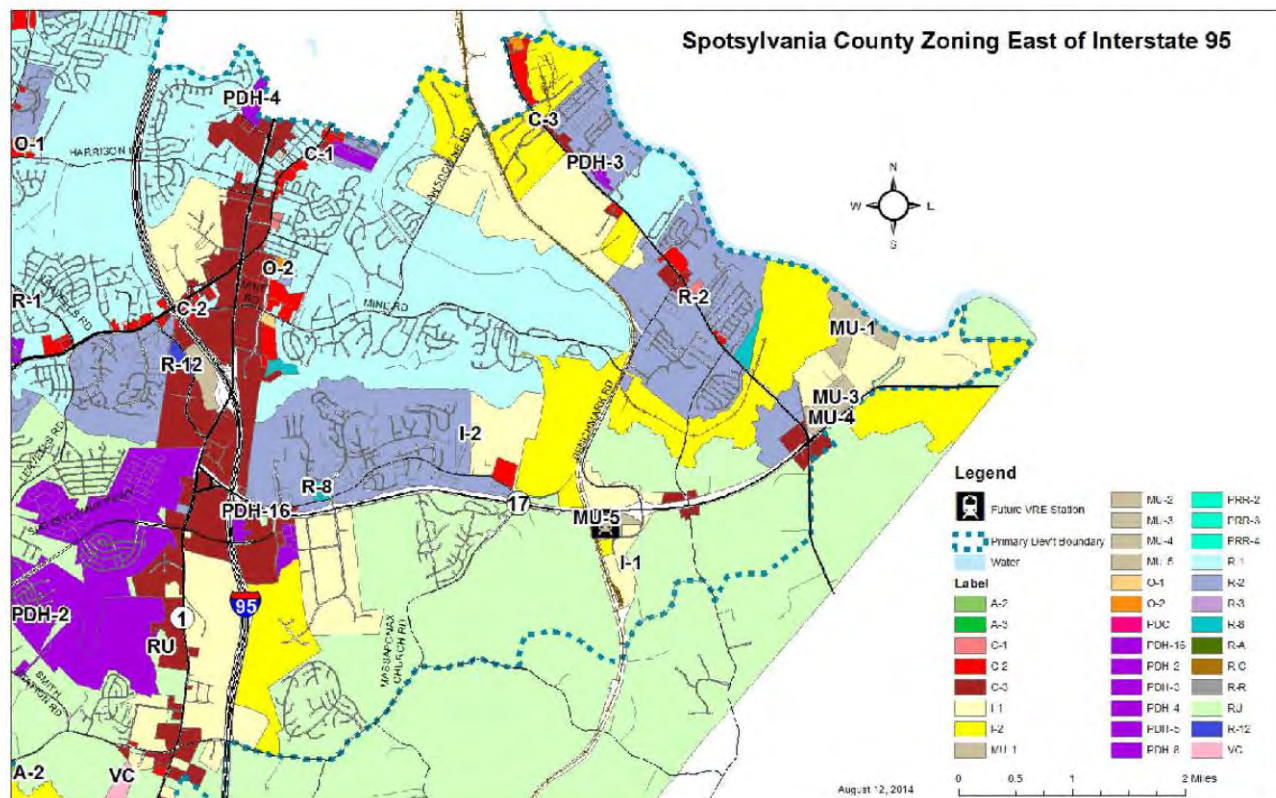 Spotsylvania County Zoning East of Interstate 95
PDH-4
C-3
O-1
HARRISON
C-1
PDH-3
N
W
S
O-2
R-1
MINE RD
C-2
R-2
MU-1
R-12
MU-3
MU-4
I-2
R-8
PDH-16
17
MU-5
I-1
PDH-2
95
1
RU
MASSAPONAX
CHURCH RD
SMITH
STATION RD
A-2
VC
Legend
Future VRE Station
Primary Dev't Boundary
Water
Label
A-2
A-3
C-1
C-2
C-3
I-1
I-2
MU-1
MU-2
MU-3
MU-4
MU-5
O-1
O-2
PDC
PDH-16
PDH-2
PDH-3
PDH-4
PDH-5
PDH-8
PRR-2
PRR-3
PRR-4
R-1
R-2
R-3
R-8
R-A
R-C
R-R
RU
R-12
VC
0 0.5 1 2 Miles
August 12, 2014